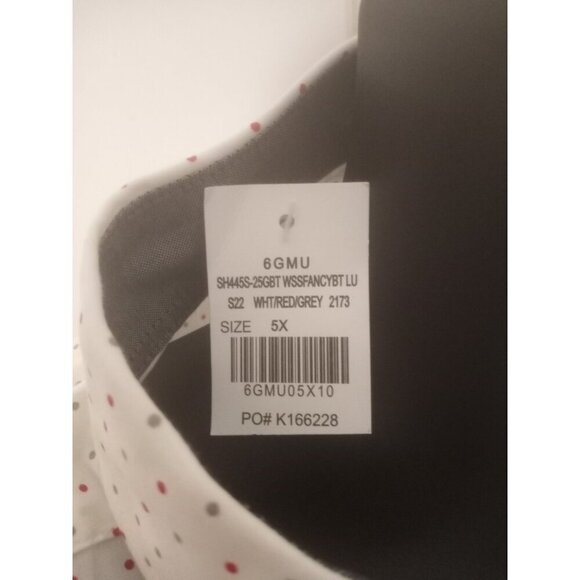 6GMU
SH445S-25GBT WSSFANCYBT LU
S22 WHT/RED/GREY 2173
SIZE 5X
6GMU05X10
PO# K166228